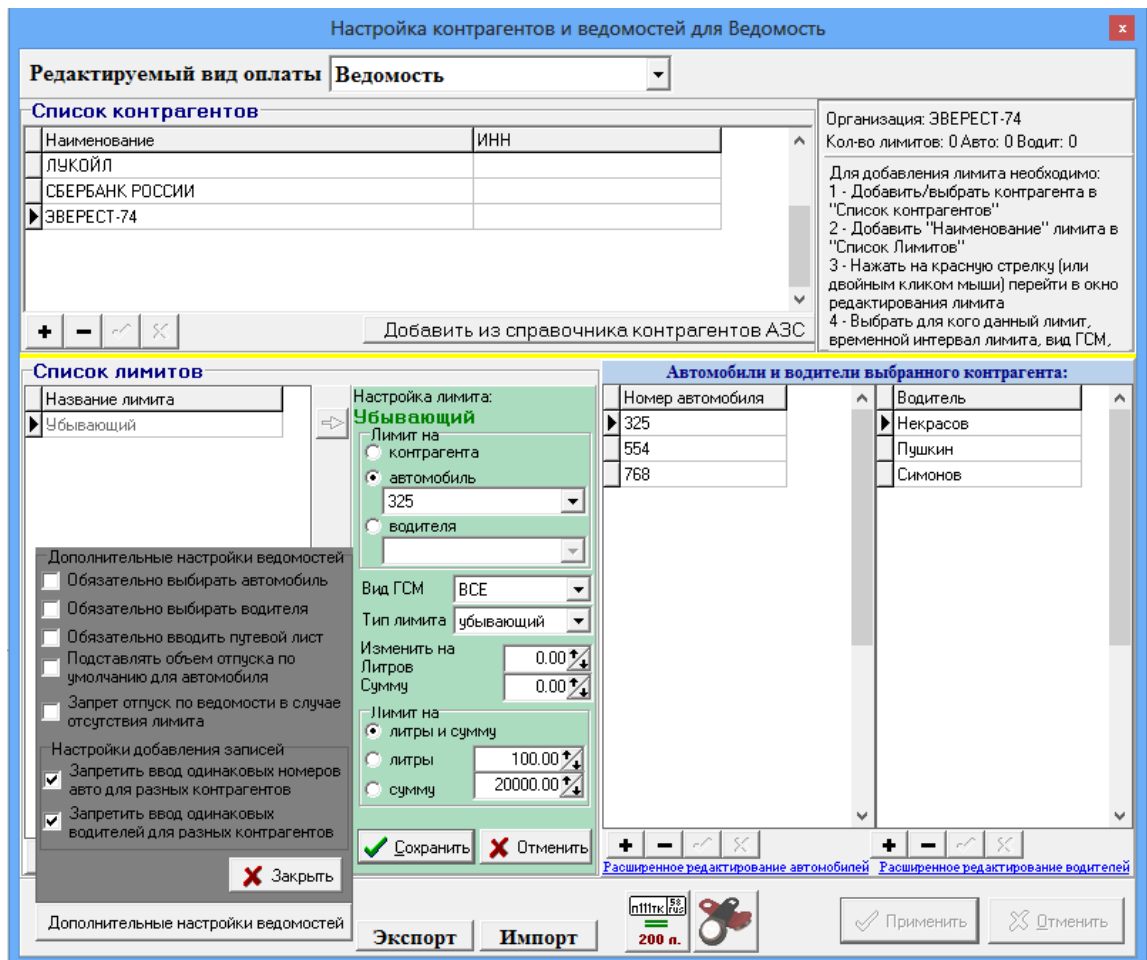 Настройка контрагентов и ведомостей для Ведомость
x
Редактируемый вид оплаты Ведомость
Список контрагентов
Наименование ИНН
ЛУКОЙЛ
СБЕРБАНК РОССИИ
ЭВЕРЕСТ-74
Добавить из справочника контрагентов АЗС
Организация: ЭВЕРЕСТ-74
Кол-во лимитов: 0 Авто: 0 Водит: 0
Для добавления лимита необходимо:
1 - Добавить/выбрать контрагента в
"Список контрагентов"
2 - Добавить "Наименование" лимита в
"Список Лимитов"
3 - Нажать на красную стрелку (или
двойным кликом мыши) перейти в окно
редактирования лимита
4 - Выбрать для кого данный лимит,
временной интервал лимита, вид ГСМ,
Список лимитов
Название лимита
Убывающий
Дополнительные настройки ведомостей
Обязательно выбирать автомобиль
Обязательно выбирать водителя
Обязательно вводить путевой лист
Подставлять объем отпуска по
умолчанию для автомобиля
Запрет отпуск по ведомости в случае
отсутствия лимита
Настройки добавления записей
Запретить ввод одинаковых номеров
авто для разных контрагентов
Запретить ввод одинаковых
водителей для разных контрагентов
Закрыть
Дополнительные настройки ведомостей
Настройка лимита:
Убывающий
Лимит на
контрагента
автомобиль
325
водителя
Вид ГСМ ВСЕ
Тип лимита убывающий
Изменить на
Литров 0.00
Сумму 0.00
Лимит на
литры и сумму
литры 100.00
сумму 20000.00
Сохранить Отменить
Автомобили и водители выбранного контрагента:
Номер автомобиля
325
554
768
Расширенное редактирование автомобилей
Водитель
Некрасов
Пушкин
Симонов
Расширенное редактирование водителей
Экспорт Импорт
п111тк 58 rus
200 л.
Применить Отменить